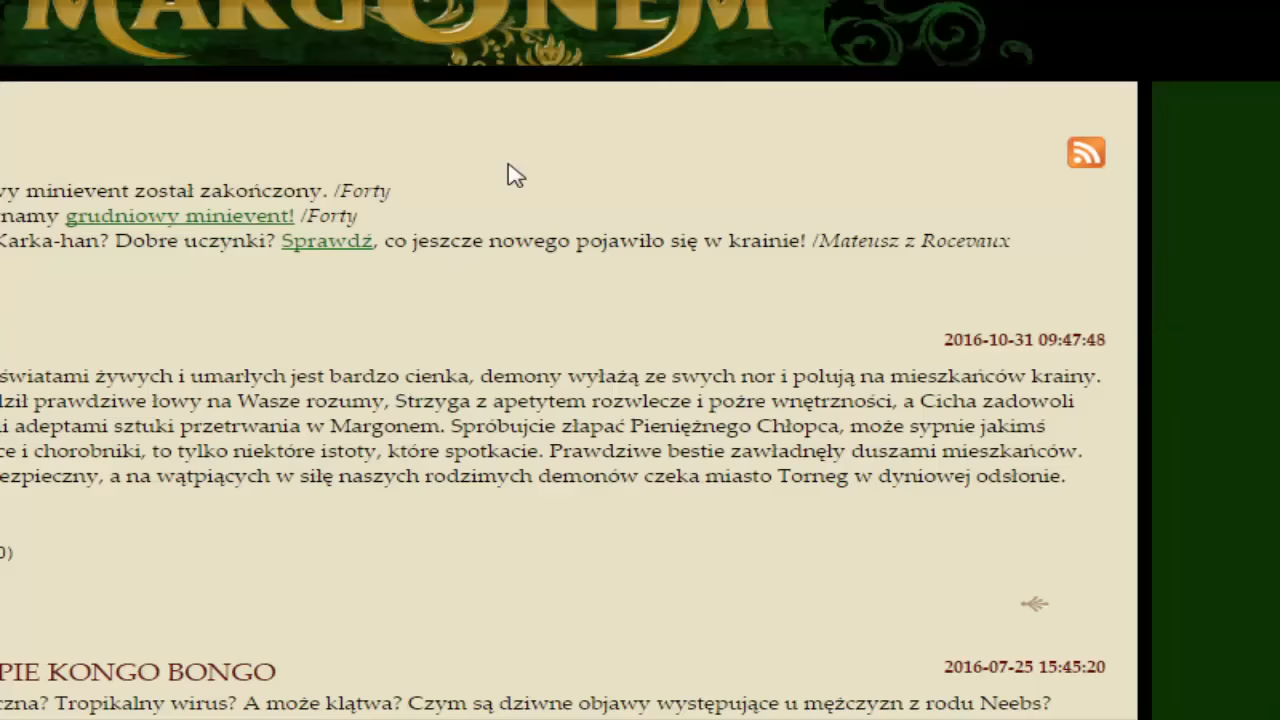 MARGONEM
minievent został zakończony. /Forty
grudniowy minievent! /Forty
Karka-han? Dobre uczynki? Sprawdź, co jeszcze nowego pojawiło się w krainie! /Mateusz z Rocevaux
2016-10-31 09:47:48
światami żywych i umarłych jest bardzo cienka, demony wyłażą ze swych nor i polują na mieszkańców krainy.
prawdziwe łowy na Wasze rozumy, Strzyga z apetytem rozwlecze i pożre wnętrzności, a Cicha zadowoli
adeptami sztuki przetrwania w Margonem. Spróbujcie złapać Pieniężnego Chłopca, może sypnie jakimś
i chorobniki, to tylko niektóre istoty, które spotkacie. Prawdziwe bestie zawładnęły duszami mieszkańców.
a na wątpiących w siłę naszych rodzimych demonów czeka miasto Torneg w dyniowej odsłonie.
0)
PIE KONGO BONGO
2016-07-25 15:45:20
Tropikalny wirus? A może klątwa? Czym są dziwne objawy występujące u mężczyzn z rodu Neebs?